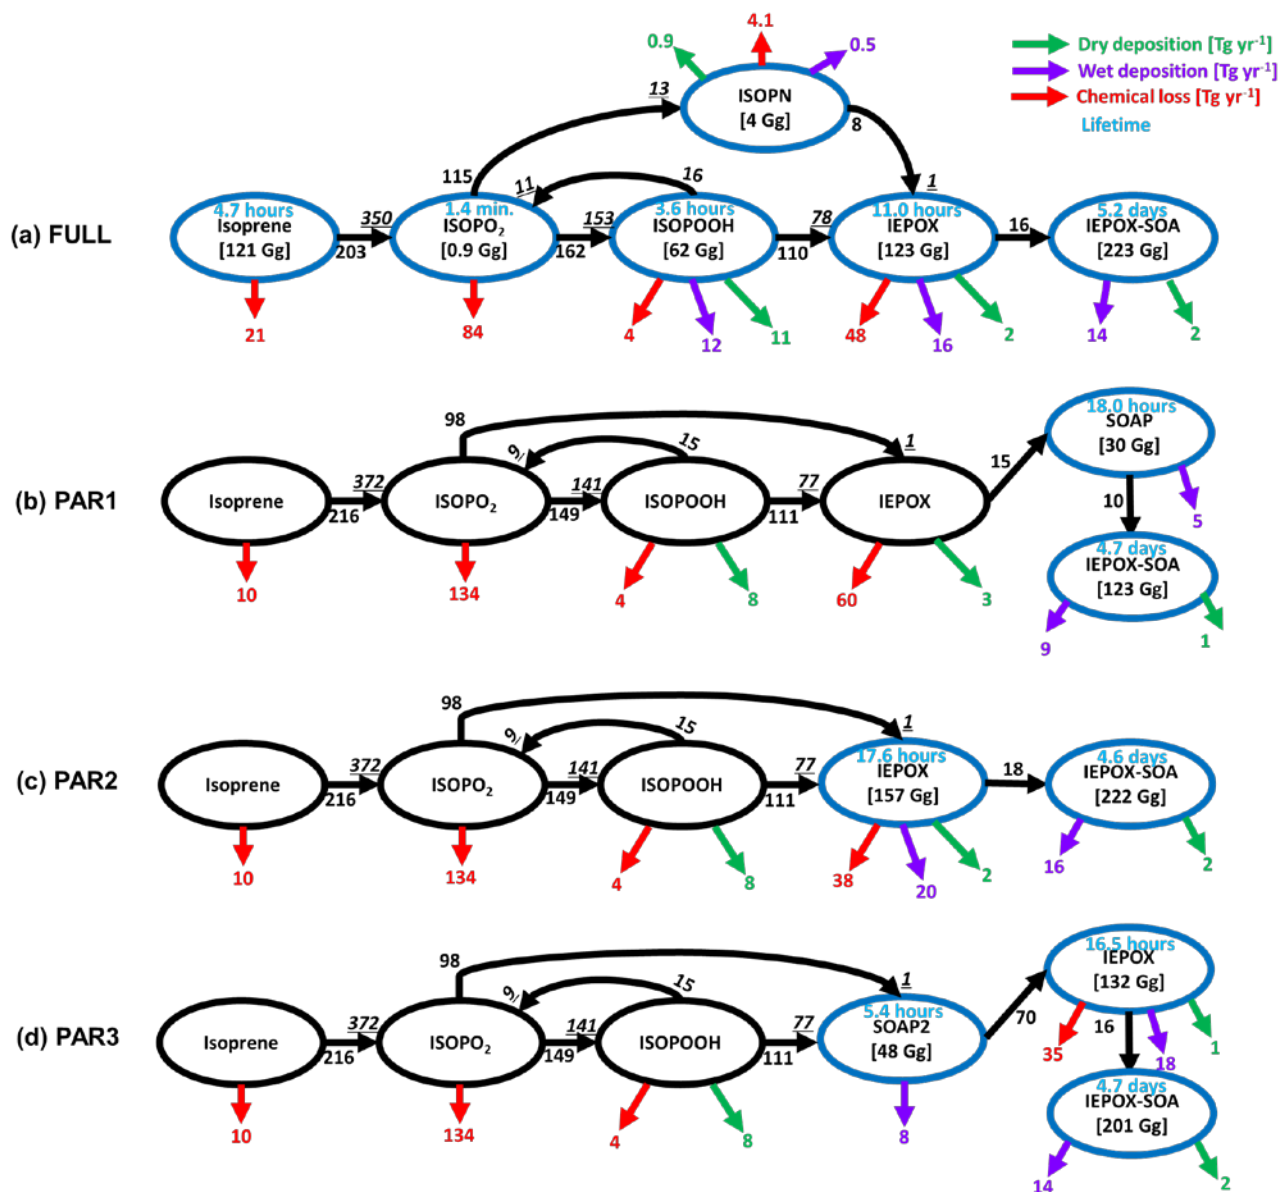 4.1
0.9
0.5
Dry deposition [Tg yr-1]
Wet deposition [Tg yr-1]
Chemical loss [Tg yr-1]
Lifetime
13
ISOPN
[4 Gg]
8
115
11
16
1
(a) FULL
4.7 hours
Isoprene
[121 Gg]
350
203
1.4 min.
ISOPO2
[0.9 Gg]
153
162
3.6 hours
ISOPOOH
[62 Gg]
78
110
11.0 hours
IEPOX
[123 Gg]
16
5.2 days
IEPOX-SOA
[223 Gg]
21
84
4
12
11
48
16
2
14
2
98
15
1
(b) PAR1
Isoprene
372
216
ISOPO2
141
149
ISOPOOH
77
111
IEPOX
15
18.0 hours
SOAP
[30 Gg]
10
5
4.7 days
IEPOX-SOA
[123 Gg]
10
134
4
8
60
3
9
1
98
15
1
(c) PAR2
Isoprene
372
216
ISOPO2
141
149
ISOPOOH
77
111
17.6 hours
IEPOX
[157 Gg]
18
4.6 days
IEPOX-SOA
[222 Gg]
10
134
4
8
38
20
2
16
2
98
15
1
(d) PAR3
Isoprene
372
216
ISOPO2
141
149
ISOPOOH
77
111
5.4 hours
SOAP2
[48 Gg]
70
16.5 hours
IEPOX
[132 Gg]
35
16
18
1
4.7 days
IEPOX-SOA
[201 Gg]
10
134
4
8
8
14
2